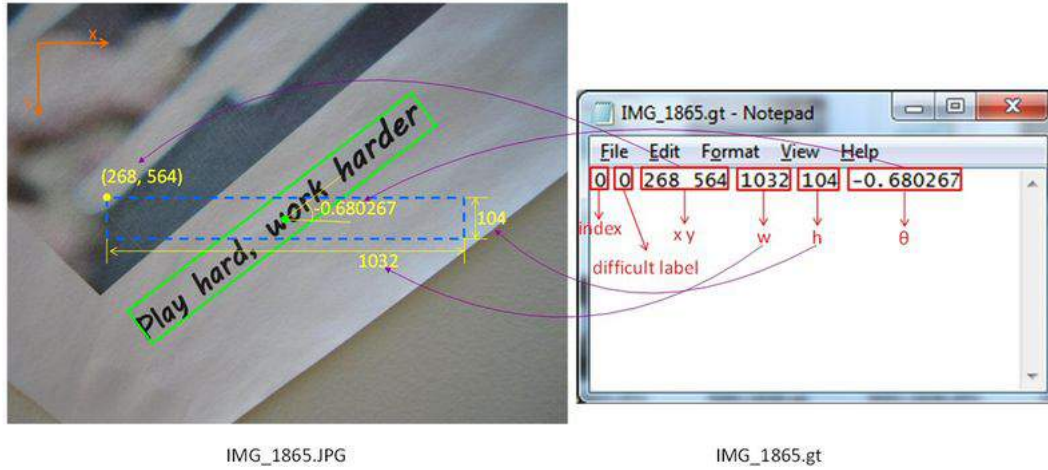 x
(268, 564)
Play hard, work harder
-0.680267
104
1032
IMG_1865.gt - Notepad
File Edit Format View Help
0 0 268 564 1032 104 -0.680267
index
difficult label
x y
w
h
θ
IMG_1865.JPG
IMG_1865.gt